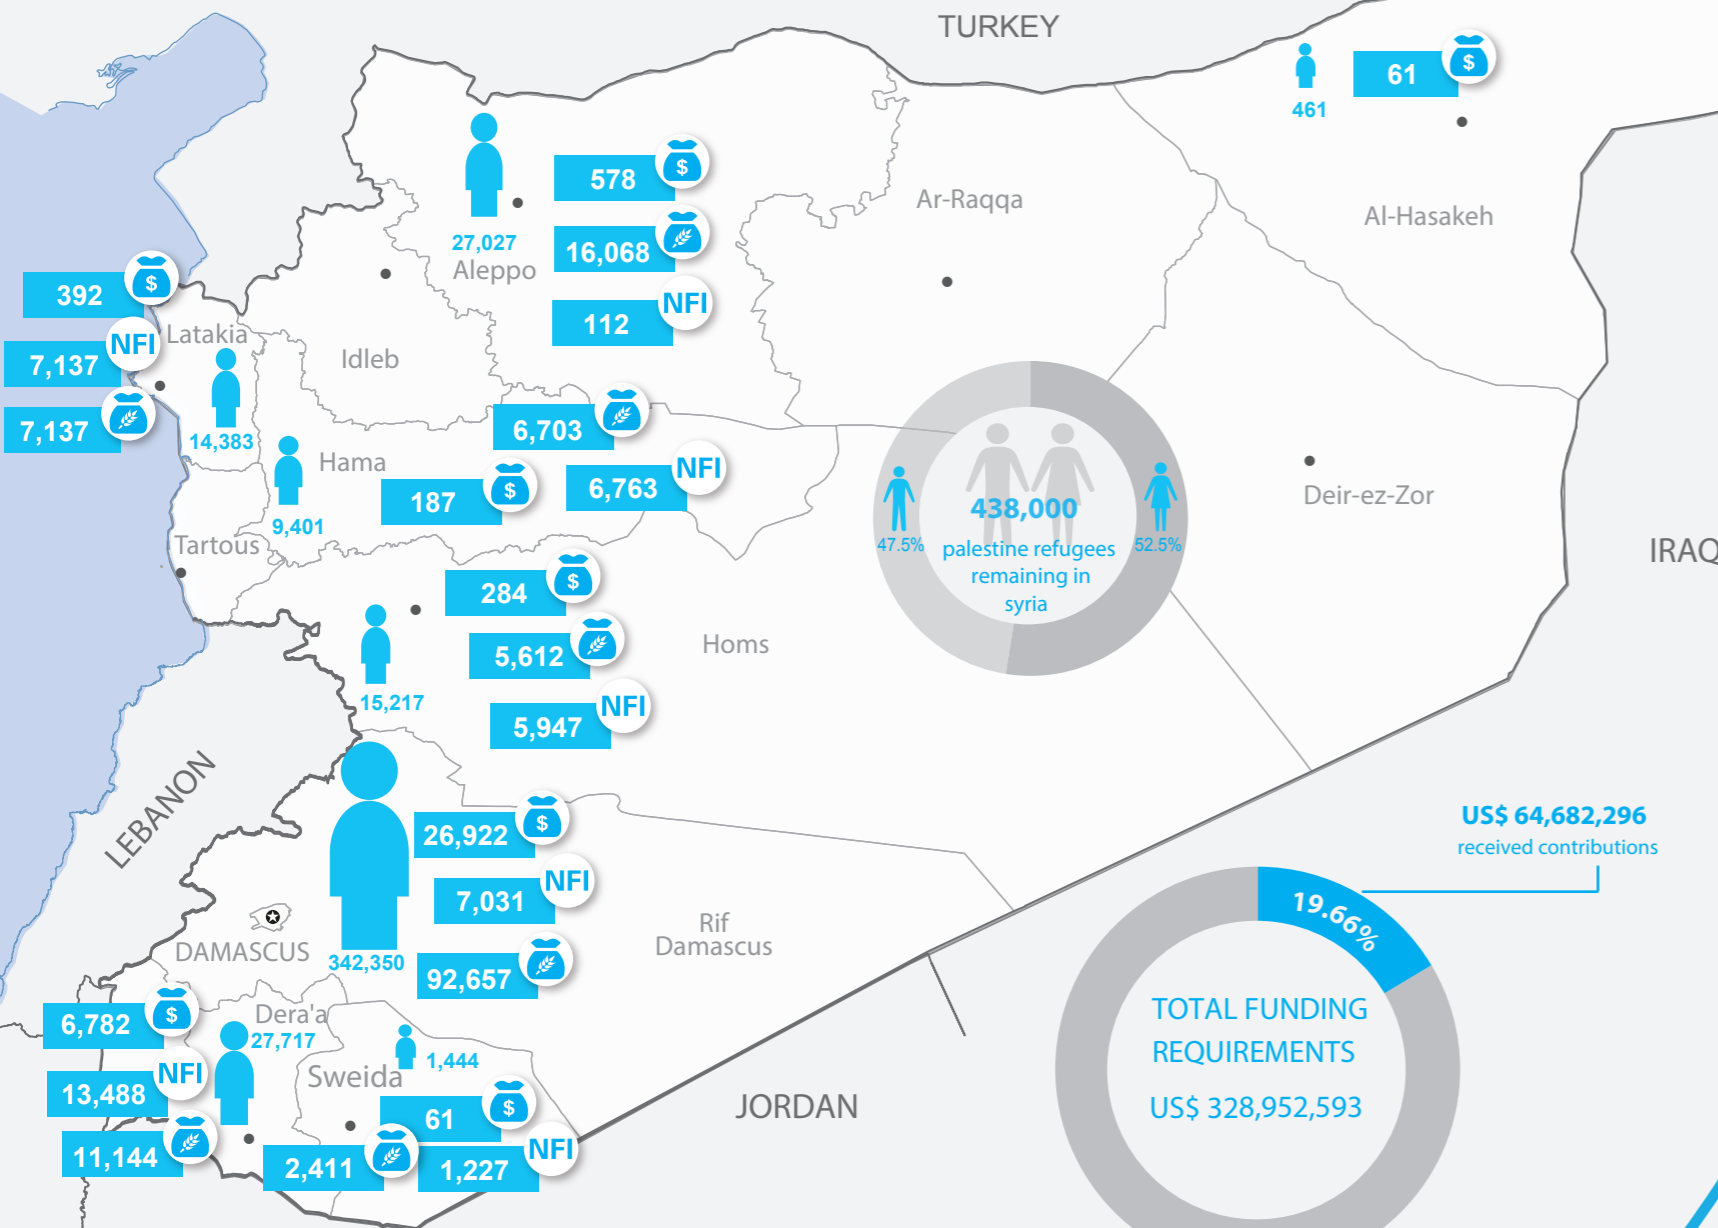 TURKEY
61
$
461
578
$
Ar-Raqqa
Al-Hasakeh
27,027
Aleppo
16,068
392
$
112
NFI
Latakia
7,137
NFI
Idleb
7,137
14,383
6,703
Hama
187
$
6,763
NFI
9,401
Tartous
438,000
palestine refugees
remaining in
syria
47.5%
52.5%
Deir-ez-Zor
IRAQ
284
$
5,612
Homs
15,217
5,947
NFI
LEBANON
26,922
$
7,031
NFI
Rif
Damascus
DAMASCUS
342,350
92,657
US$ 64,682,296
received contributions
19.66%
6,782
$
Dera'a
27,717
1,444
13,488
NFI
Sweida
61
$
11,144
2,411
1,227
NFI
JORDAN
TOTAL FUNDING
REQUIREMENTS
US$ 328,952,593